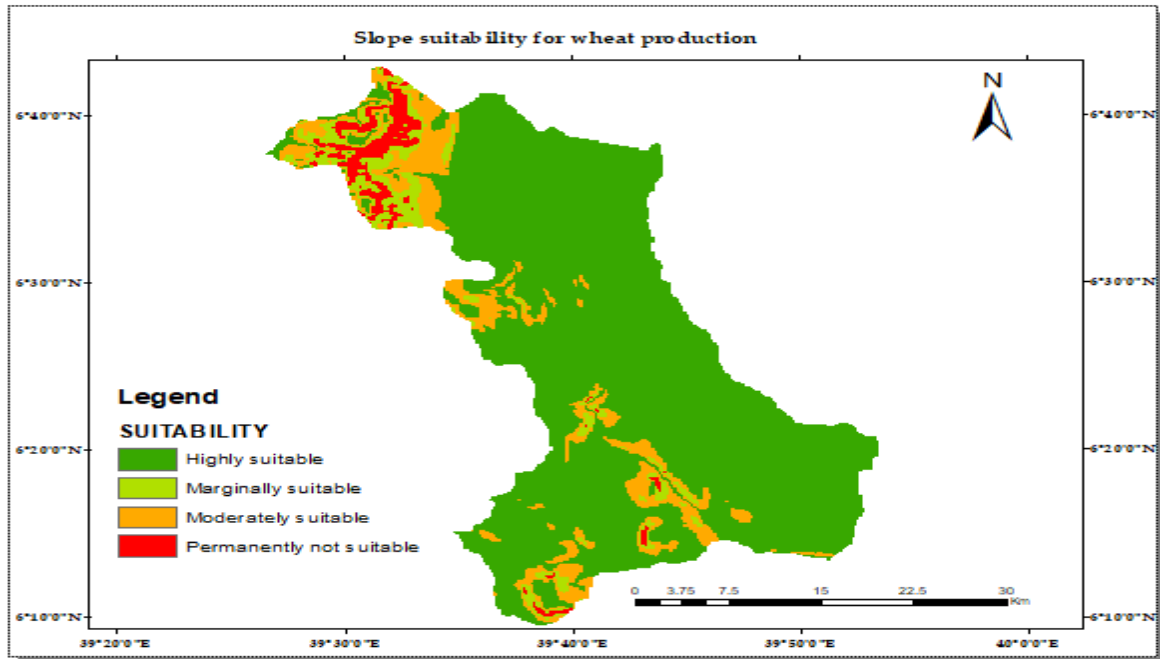 Slope suitability for wheat production
N
6°40'0"N
6°40'0"N
6°30'0"N
6°30'0"N
6°20'0"N
6°20'0"N
6°10'0"N
6°10'0"N
Legend
SUITABILITY
Highly suitable
Marginally suitable
Moderately suitable
Permanently not suitable
0 3.75 7.5 15 22.5 30
Km
39°20'0"E 39°30'0"E 39°40'0"E 39°50'0"E 40°0'0"E